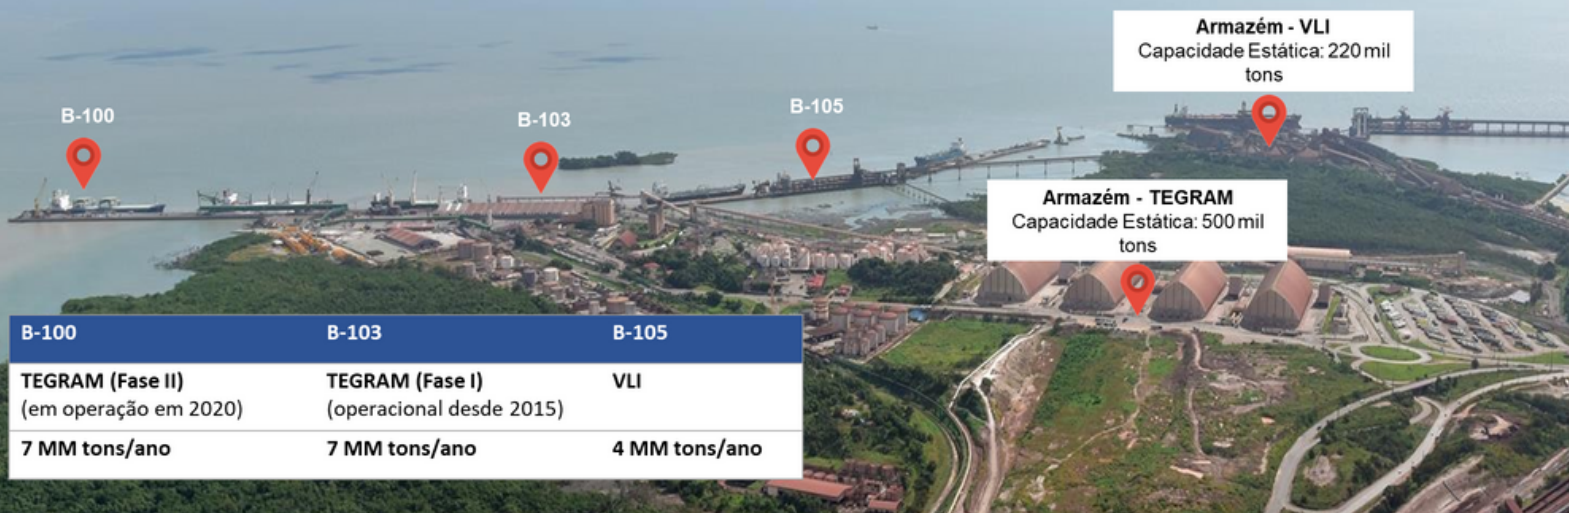 Armazém - VLI
Capacidade Estática: 220 mil
tons
B-100
B-103
B-105
Armazém - TEGRAM
Capacidade Estática: 500 mil
tons
B-100 B-103 B-105
TEGRAM (Fase II) TEGRAM (Fase I) VLI
(em operação em 2020) (operacional desde 2015)
7 MM tons/ano 7 MM tons/ano 4 MM tons/ano